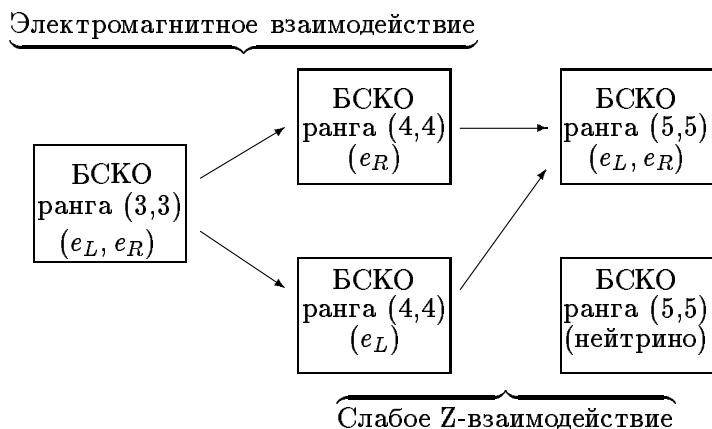 Электромагнитное взаимодействие
БСКО
ранга (3,3)
(e_L, e_R)
БСКО
ранга (4,4)
(e_R)
БСКО
ранга (4,4)
(e_L)
БСКО
ранга (5,5)
(e_L, e_R)
БСКО
ранга (5,5)
(нейтрино)
Слабое Z-взаимодействие